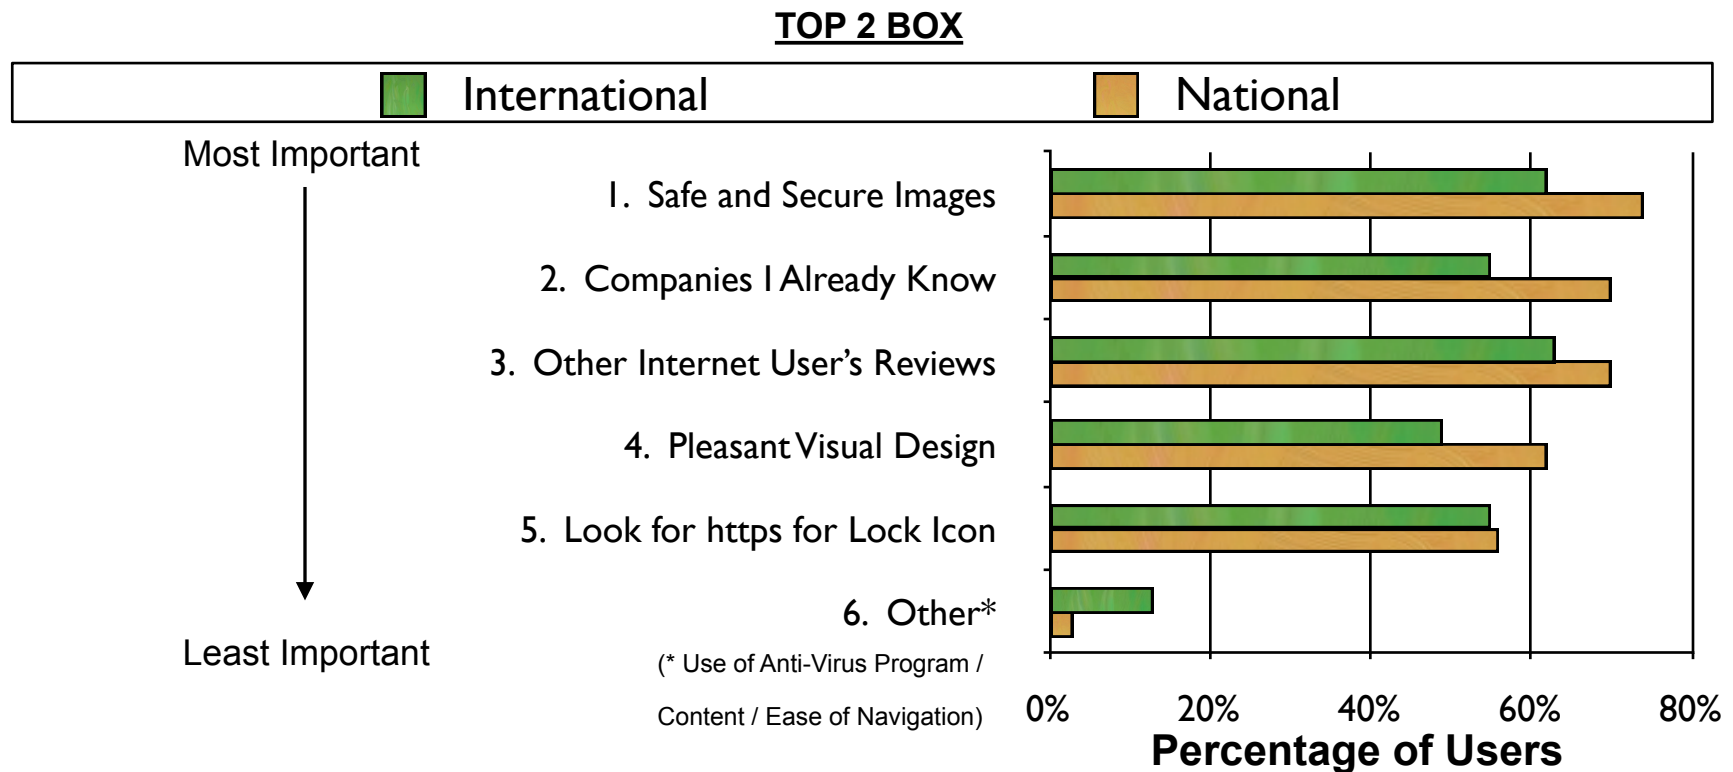 TOP 2 BOX
International National
Most Important
1. Safe and Secure Images
2. Companies I Already Know
3. Other Internet User’s Reviews
4. Pleasant Visual Design
5. Look for https for Lock Icon
6. Other*
Least Important
(* Use of Anti-Virus Program /
Content / Ease of Navigation)
0% 20% 40% 60% 80%
Percentage of Users